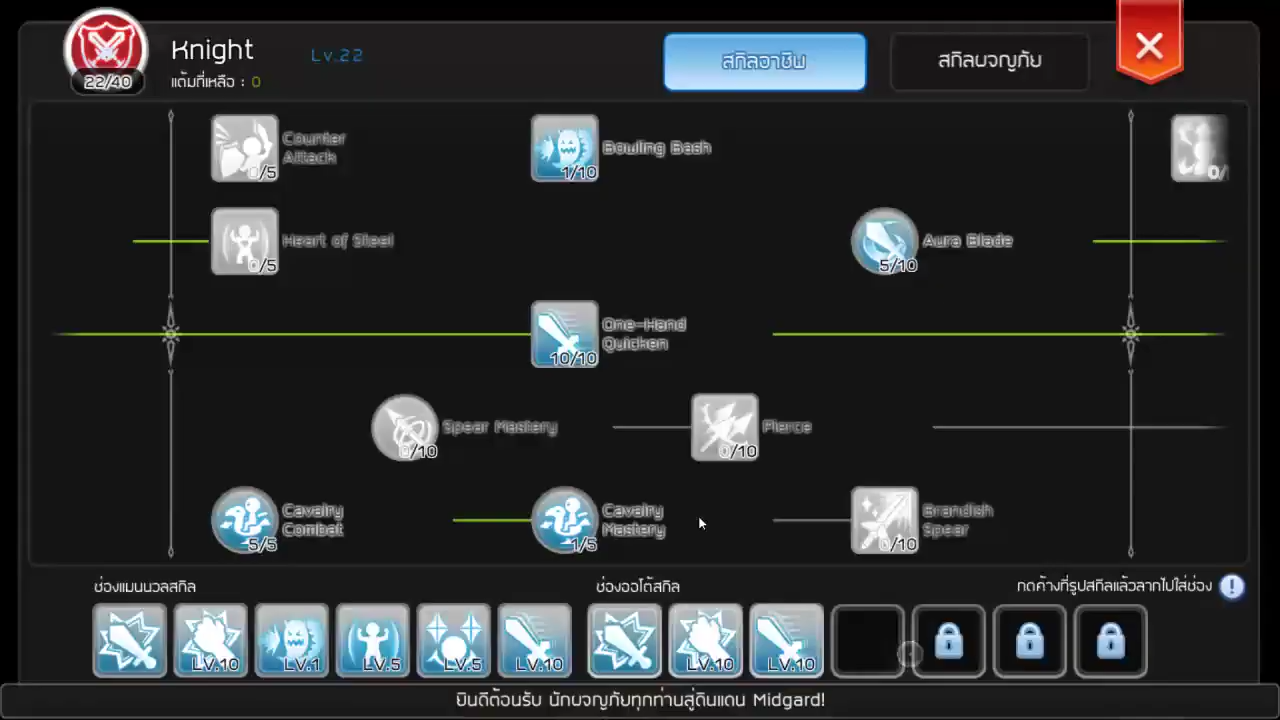 Knight
Lv.22
22/40
แต้มที่เหลือ : 0
สกิลอาชีพ
สกิลผจญภัย
Counter
Attack
0/5
Bowling Bash
1/10
0/
Heart of Steel
0/5
Aura Blade
5/10
One-Hand
Quicken
10/10
Spear Mastery
0/10
Pierce
0/10
Cavalry
Combat
5/5
Cavalry
Mastery
1/5
Brandish
Spear
0/10
ช่องแมนนวลสกิล
ช่องออโต้สกิล
กดค้างที่รูปสกิลแล้วลากไปใส่ช่อง
LV.10
LV.1
LV.5
LV.5
LV.10
LV.10
LV.10
ยินดีต้อนรับ นักผจญภัยทุกท่านสู่ดินแดน Midgard!